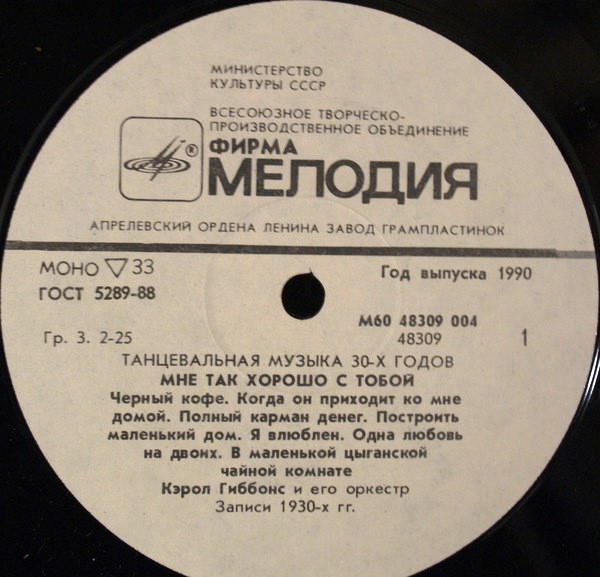 МИНИСТЕРСТВО
КУЛЬТУРЫ СССР
ВСЕСОЮЗНОЕ ТВОРЧЕСКО-
ПРОИЗВОДСТВЕННОЕ ОБЪЕДИНЕНИЕ
ФИРМА
®
МЕЛОДИЯ
АПРЕЛЕВСКИЙ ОРДЕНА ЛЕНИНА ЗАВОД ГРАМПЛАСТИНОК
МОНО ▽ 33
Год выпуска 1990
ГОСТ 5289-88
М60 48309 004
Гр. 3. 2-25
48309
1
ТАНЦЕВАЛЬНАЯ МУЗЫКА 30-Х ГОДОВ
МНЕ ТАК ХОРОШО С ТОБОЙ
Черный кофе. Когда он приходит ко мне
домой. Полный карман денег. Построить
маленький дом. Я влюблен. Одна любовь
на двоих. В маленькой цыганской
чайной комнате
Кэрол Гиббонс и его оркестр
Записи 1930-х гг.